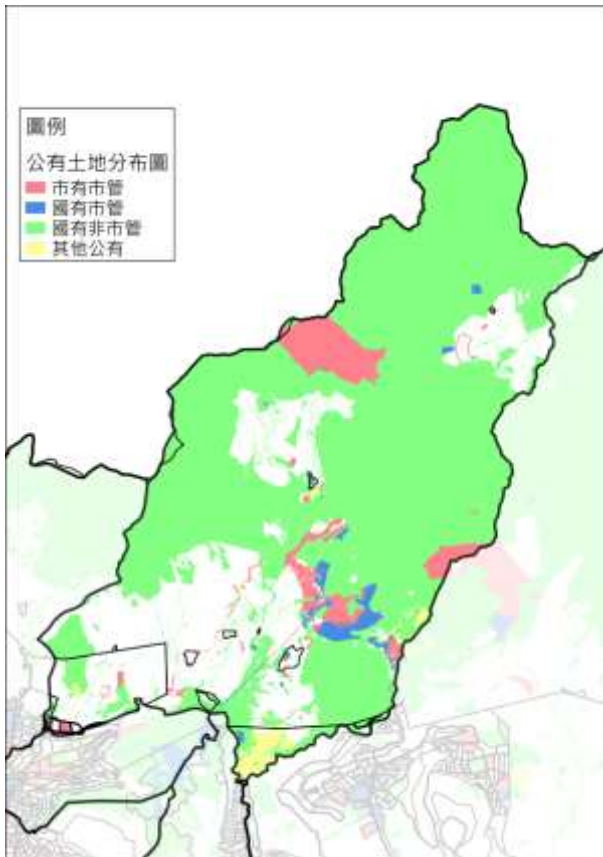 圖例
公有土地分布圖
市有市管
國有市管
國有非市管
其他公有